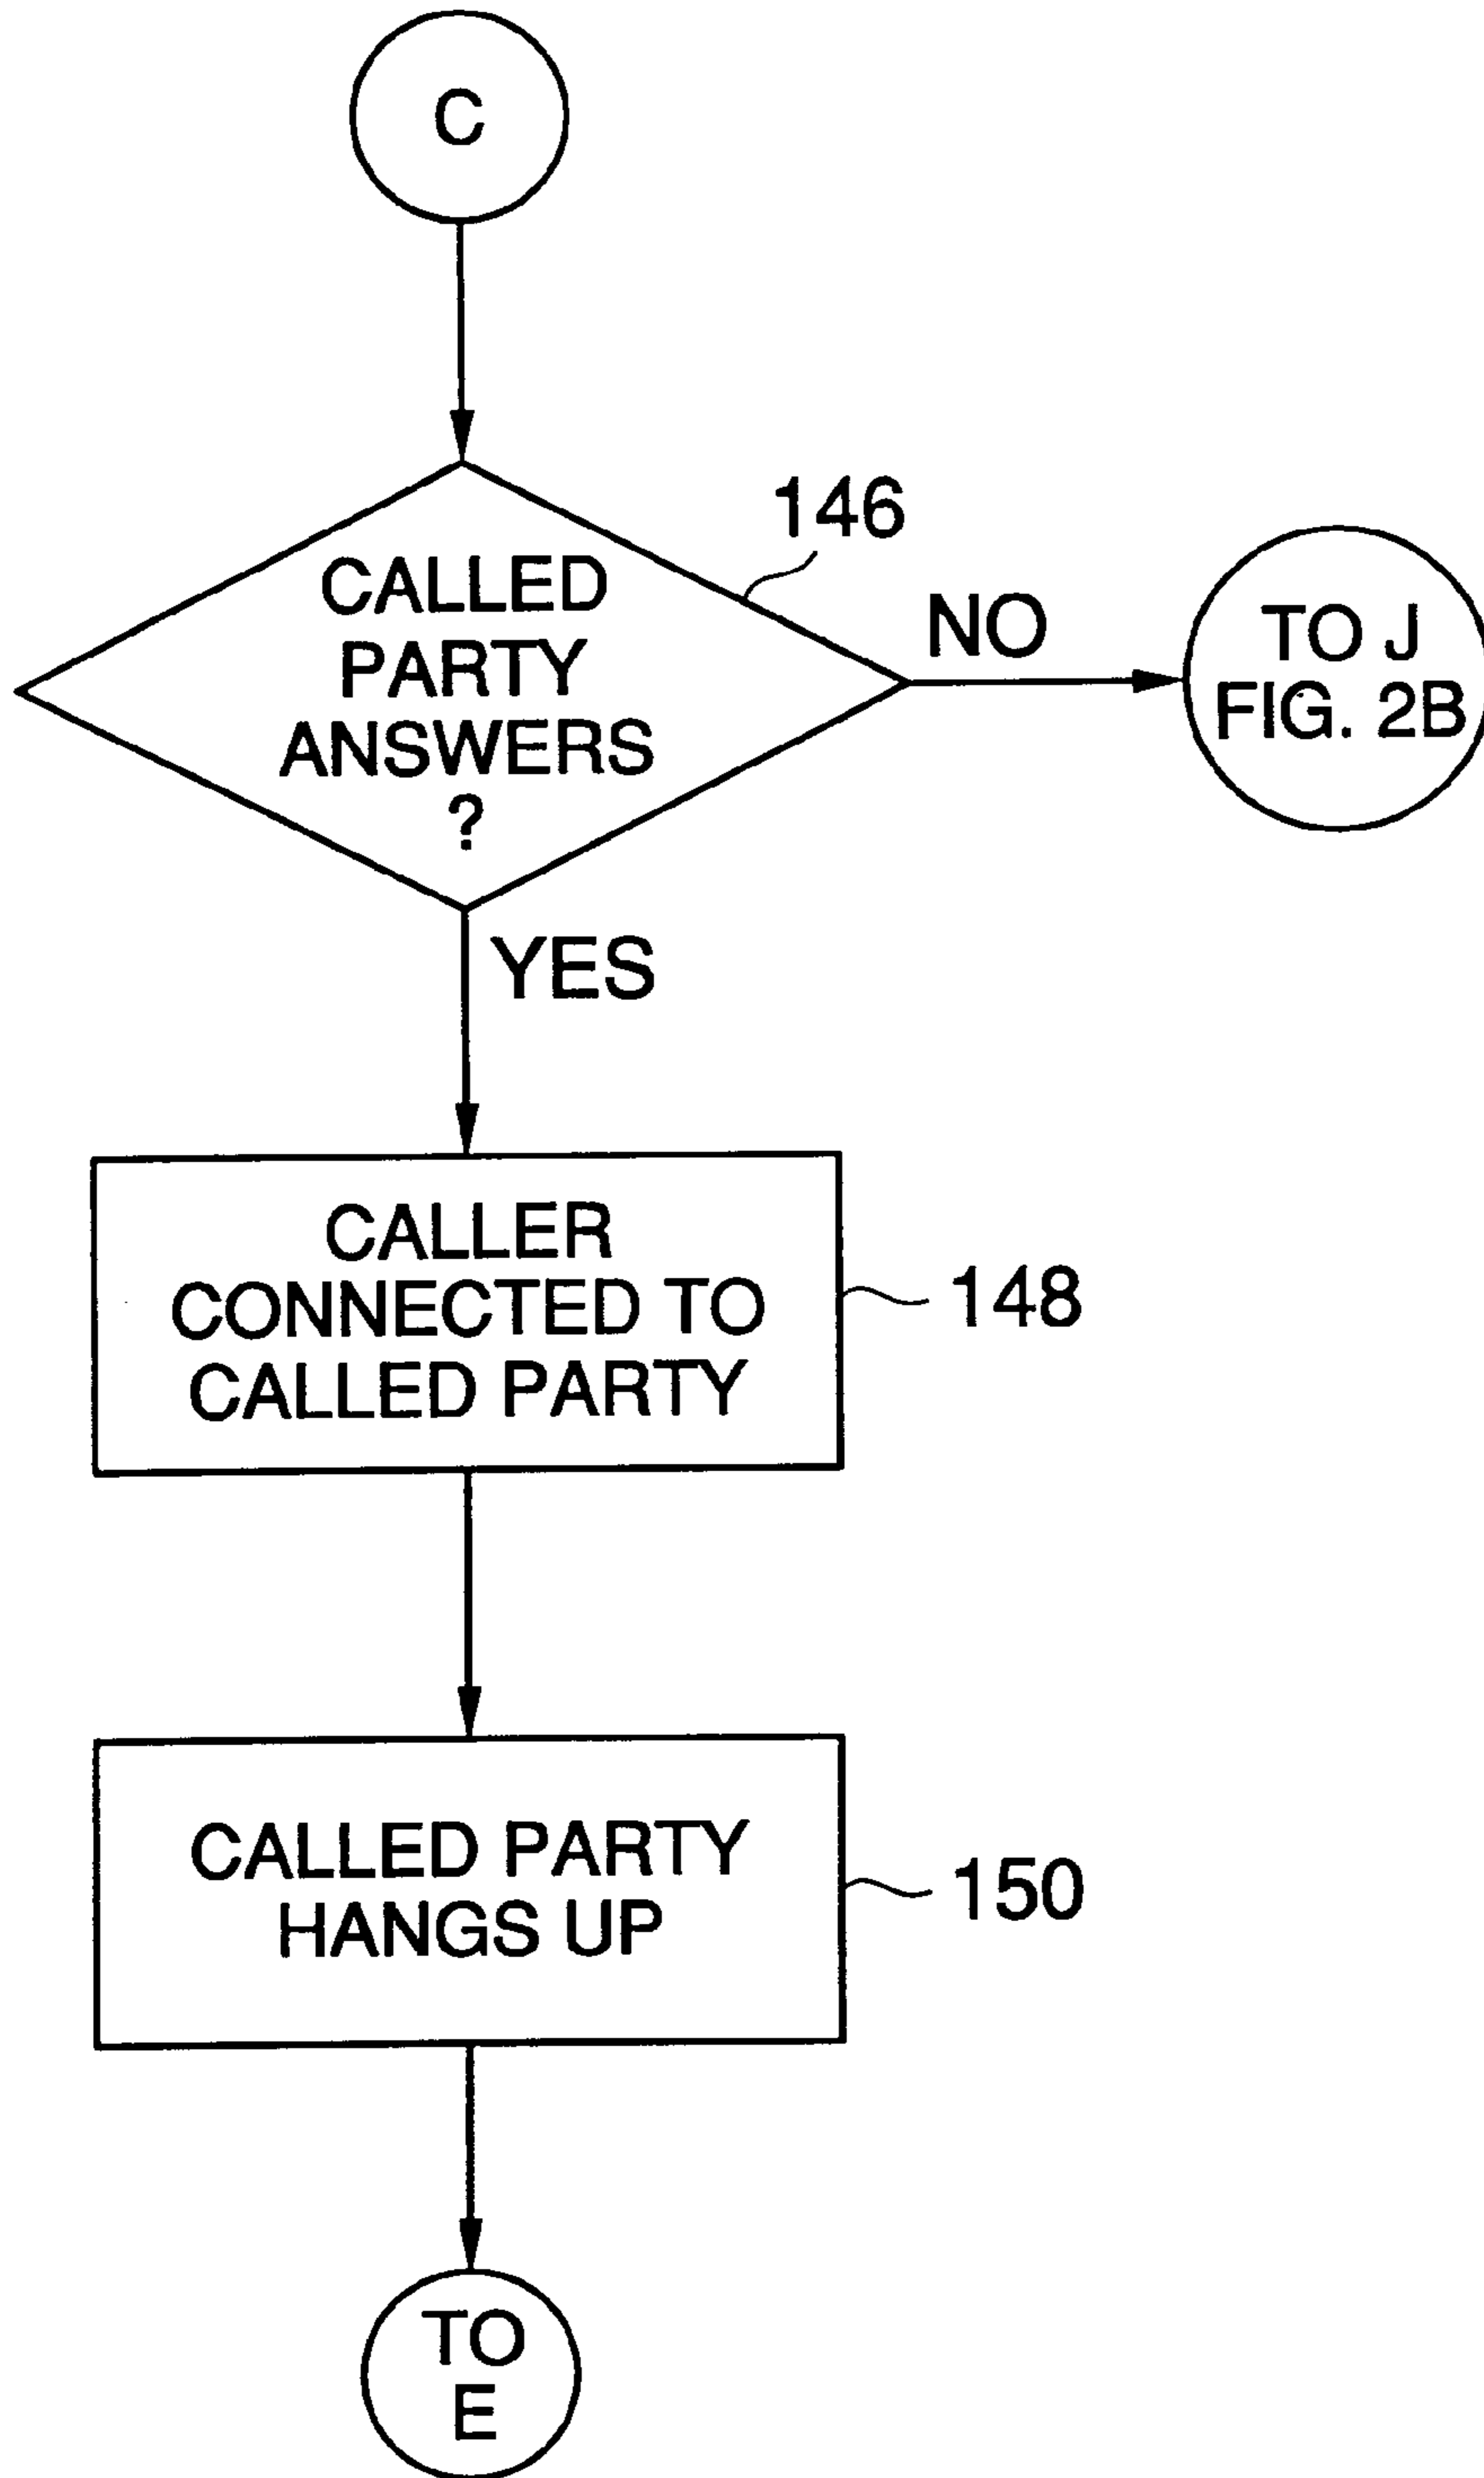 C
146
CALLED
PARTY
ANSWERS
?
NO
TO J
FIG. 2B
YES
CALLER
CONNECTED TO
CALLED PARTY
148
CALLED PARTY
HANGS UP
150
TO
E